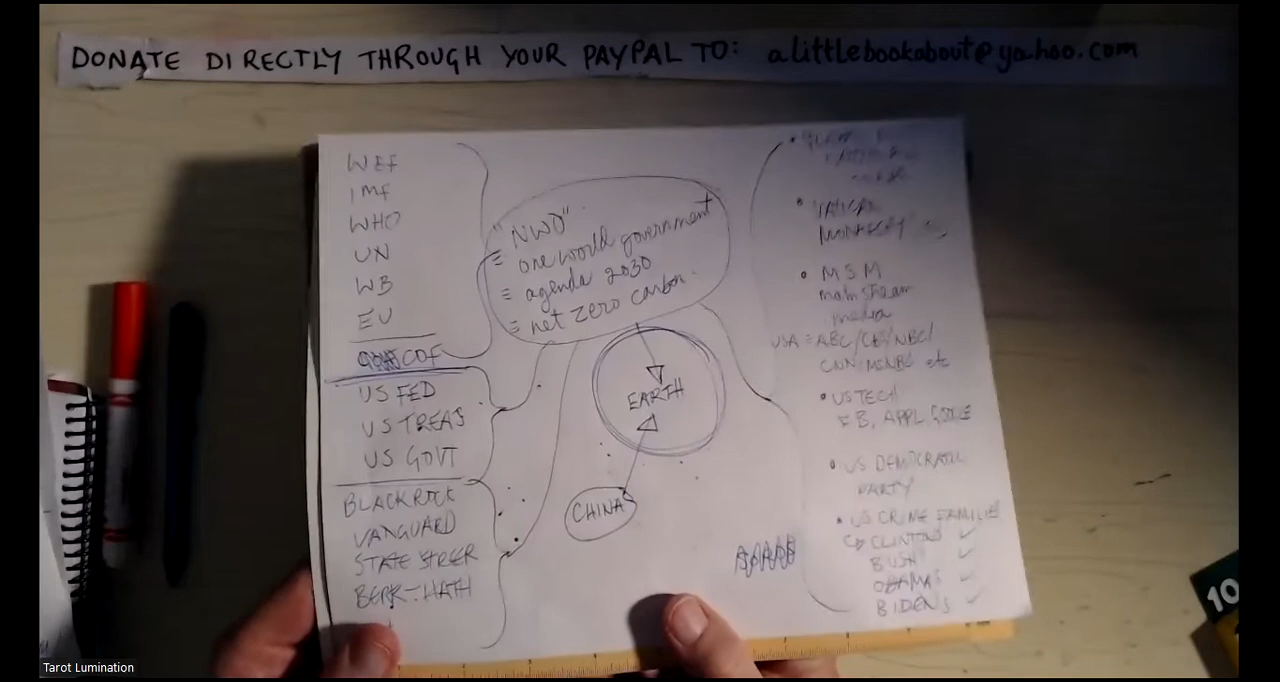 DONATE DIRECTLY THROUGH YOUR PAYPAL TO: alittlebookabout@yahoo.com
WEF
IMF
WHO
UN
WB
EU
COF
US FED
US TREAS
US GOVT
BLACKROCK
VANGUARD
STATE STREET
BERK-HATH
"NWO"
= one world government
= agenda 2030
= net zero carbon
EARTH
CHINA
MONARCHY
• MSM
mainstream
media
USA = ABC/CBS/NBC/
CNN/MSNBC etc
• US TECH
FB, APPL, GOOGLE
• US DEMOCRATIC
PARTY
• US CRIME FAMILIES
CLINTONS ✓
BUSH ✓
OBAMAS ✓
BIDENS ✓
10
Tarot Lumination